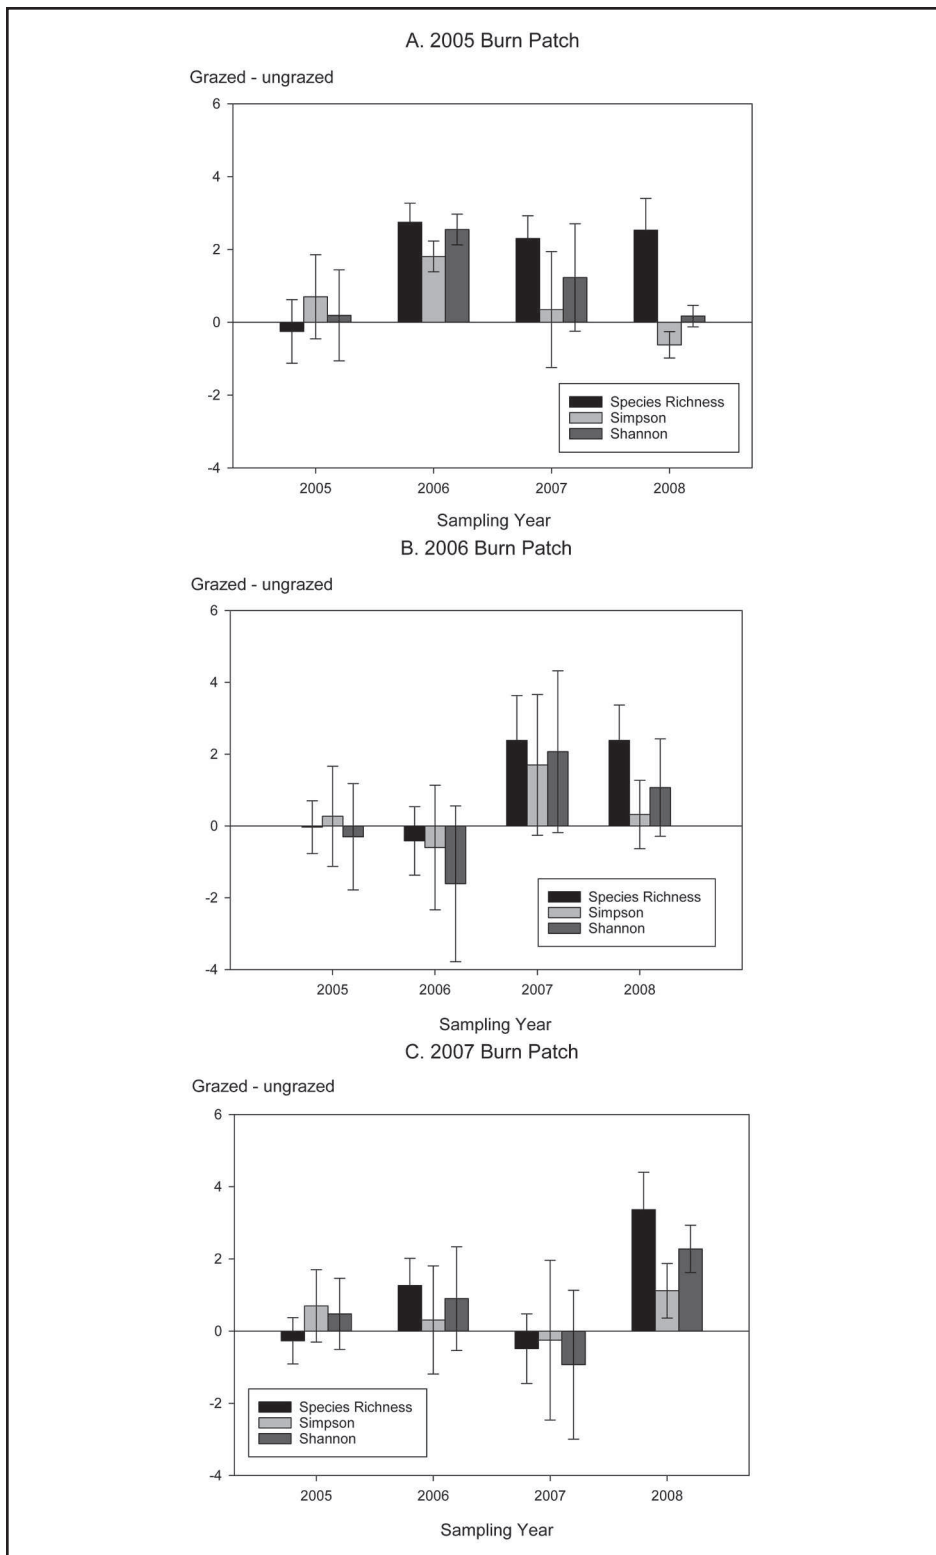 A. 2005 Burn Patch
Grazed - ungrazed
6
4
2
0
-2
-4
Species Richness
Simpson
Shannon
2005 2006 2007 2008
Sampling Year
B. 2006 Burn Patch
Grazed - ungrazed
6
4
2
0
-2
-4
Species Richness
Simpson
Shannon
2005 2006 2007 2008
Sampling Year
C. 2007 Burn Patch
Grazed - ungrazed
6
4
2
0
-2
-4
Species Richness
Simpson
Shannon
2005 2006 2007 2008
Sampling Year